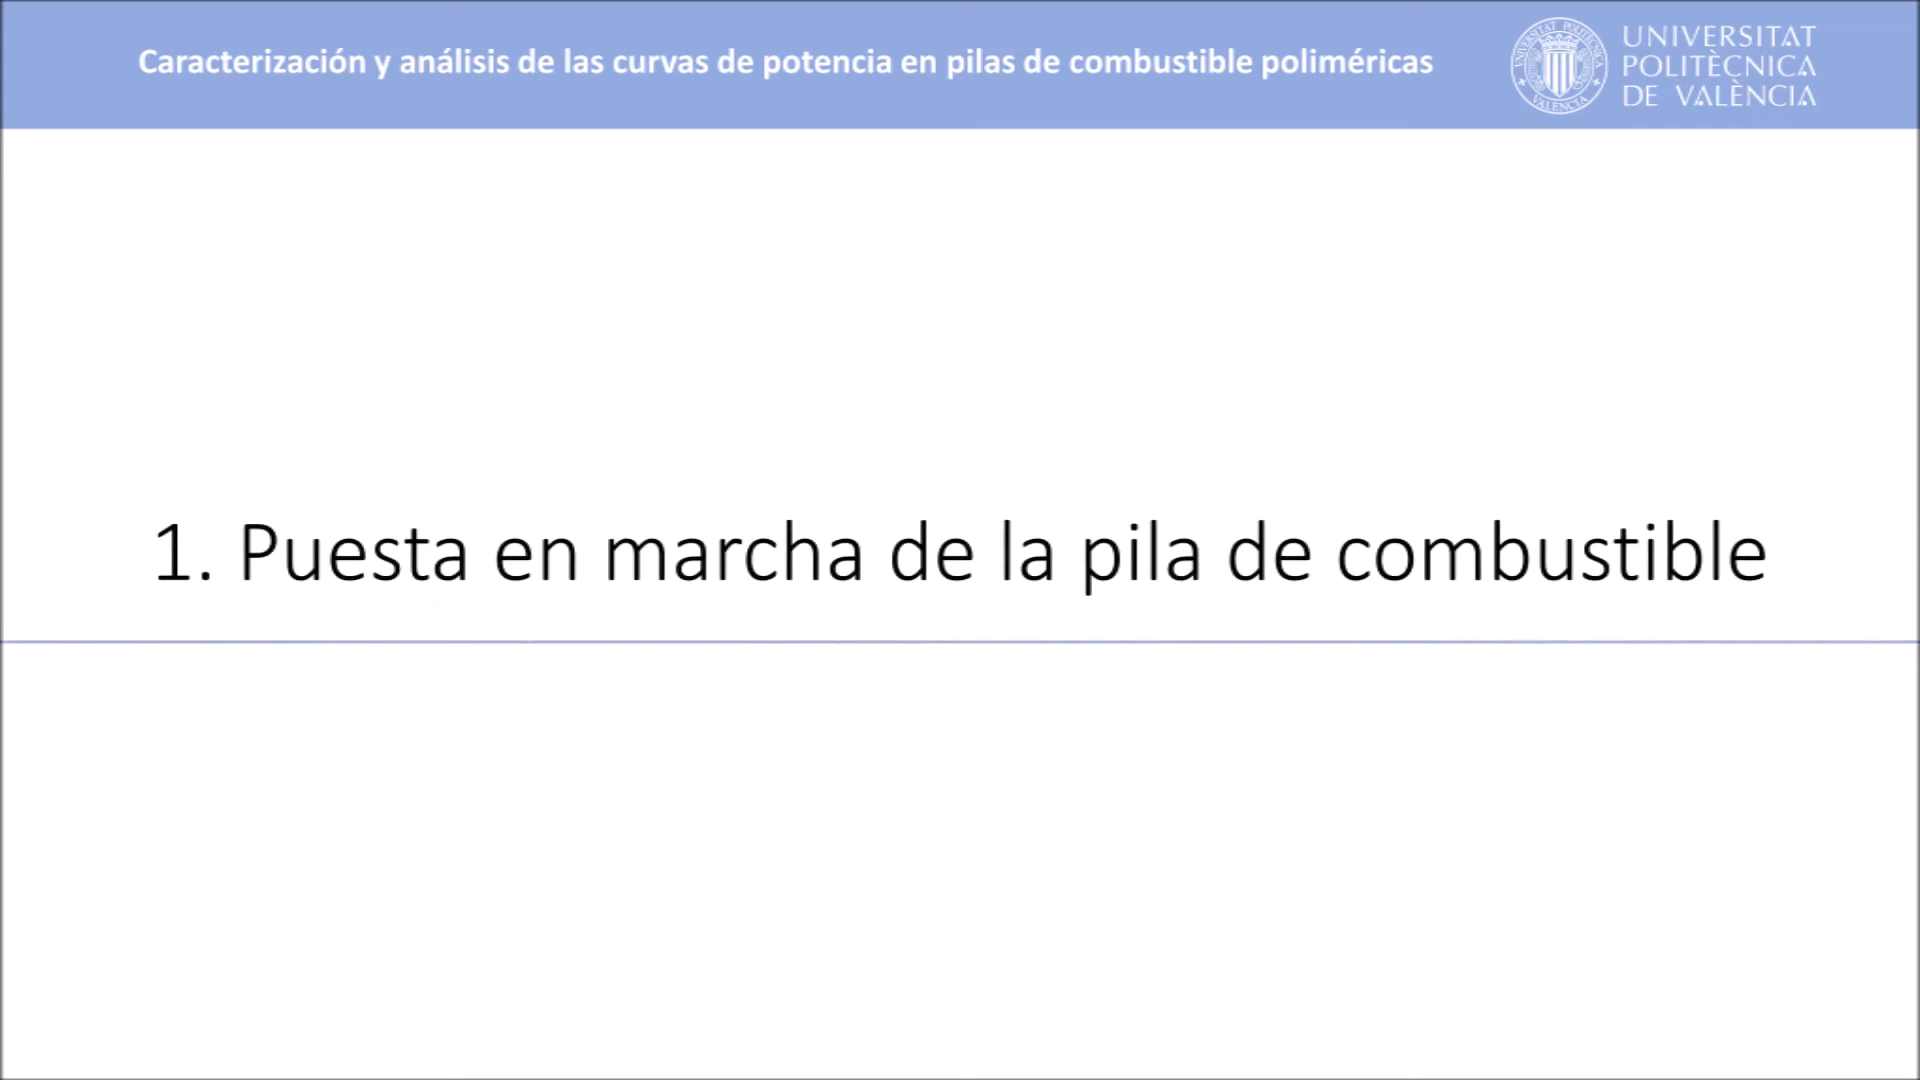 Caracterización y análisis de las curvas de potencia en pilas de combustible poliméricas
UNIVERSITAT
POLITÈCNICA
DE VALÈNCIA
1. Puesta en marcha de la pila de combustible